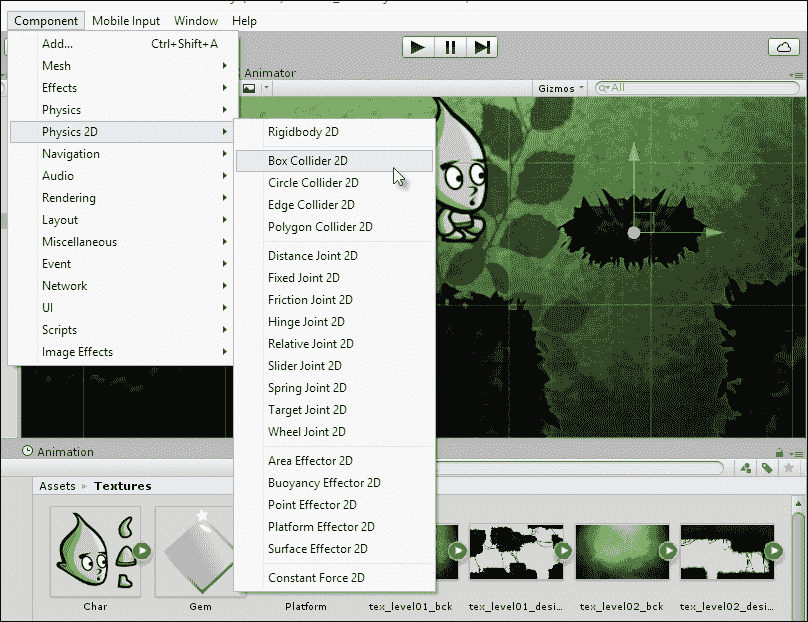 Component Mobile Input Window Help
Add... Ctrl+Shift+A
Mesh
Effects
Physics
Physics 2D
Navigation
Audio
Rendering
Layout
Miscellaneous
Event
Network
UI
Scripts
Image Effects
Animator
Gizmos All
Rigidbody 2D
Box Collider 2D
Circle Collider 2D
Edge Collider 2D
Polygon Collider 2D
Distance Joint 2D
Fixed Joint 2D
Friction Joint 2D
Hinge Joint 2D
Relative Joint 2D
Slider Joint 2D
Spring Joint 2D
Target Joint 2D
Wheel Joint 2D
Area Effector 2D
Buoyancy Effector 2D
Point Effector 2D
Platform Effector 2D
Surface Effector 2D
Constant Force 2D
Animation
Assets Textures
Char Gem Platform tex_level01_bck tex_level01_desi... tex_level02_bck tex_level02_desi...